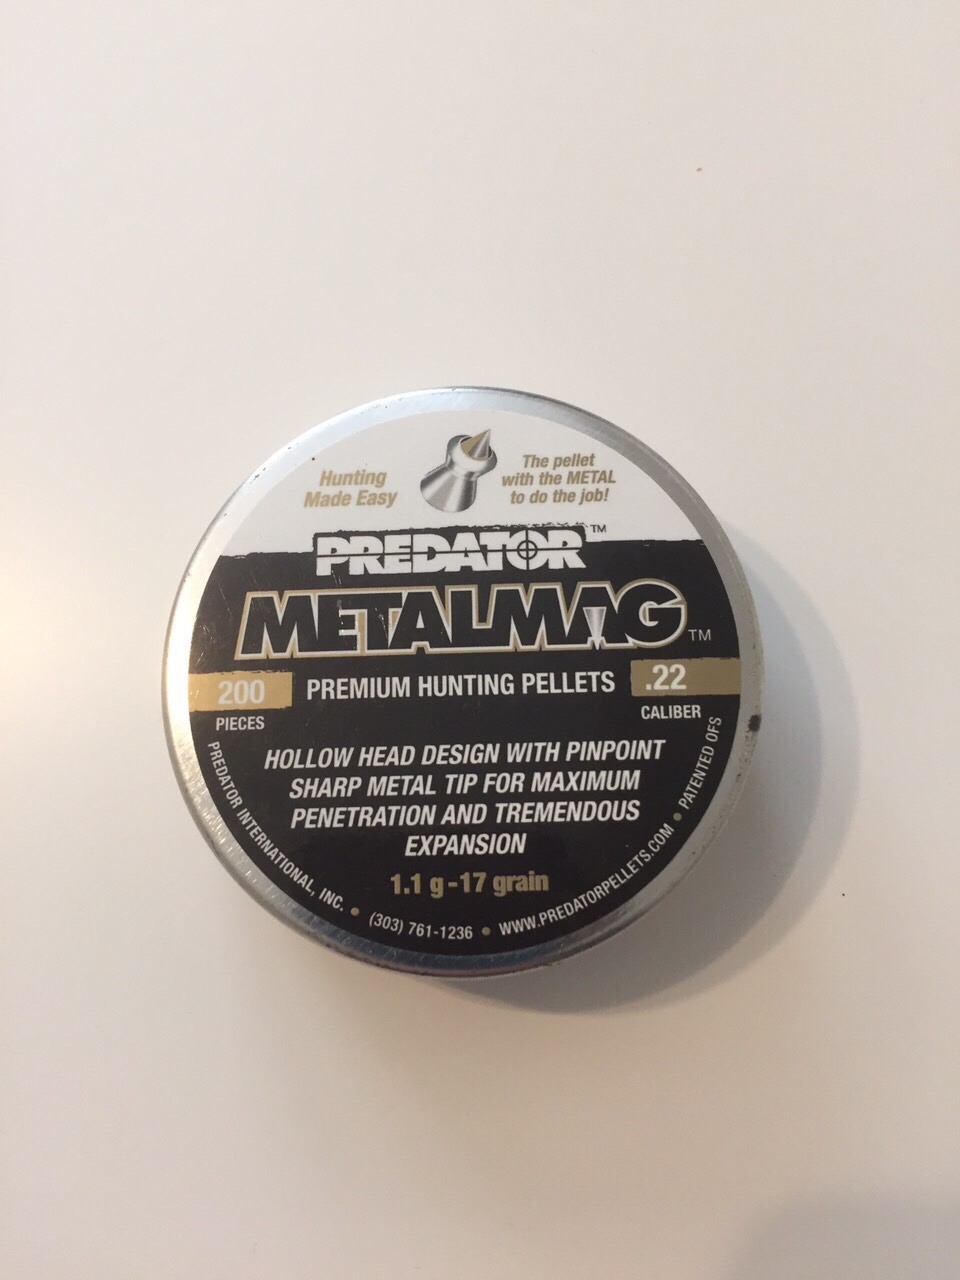 Hunting
Made Easy
The pellet
with the METAL
to do the job!
PREDATOR™
METALMAG™
200
PIECES
PREMIUM HUNTING PELLETS
.22
CALIBER
HOLLOW HEAD DESIGN WITH PINPOINT
SHARP METAL TIP FOR MAXIMUM
PENETRATION AND TREMENDOUS
EXPANSION
1.1 g-17 grain
PREDATOR INTERNATIONAL, INC. • (303) 761-1236 • WWW.PREDATORPELLETS.COM • PATENTED OFS